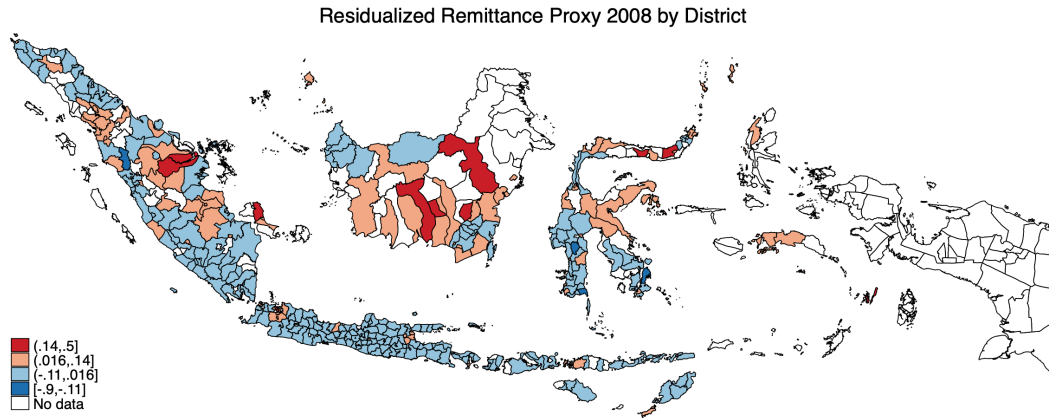 Residualized Remittance Proxy 2008 by District
(.14,.5]
(.016,.14]
(-.11,.016]
[-.9,-.11]
No data